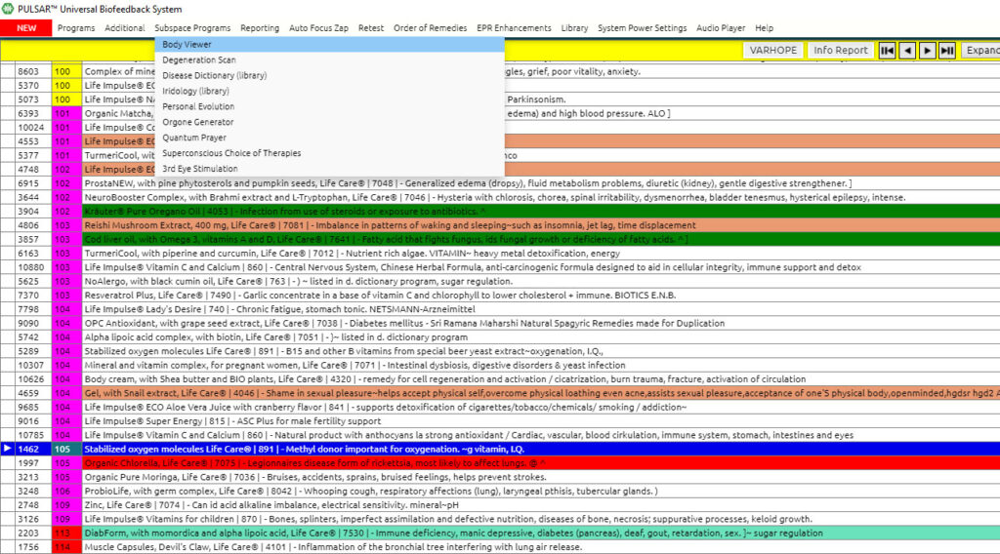 PULSAR™ Universal Biofeedback System
NEW Programs Additional Subspace Programs Reporting Auto Focus Zap Retest Order of Remedies EPR Enhancements Library System Power Settings Audio Player Help
VARHOPE Info Report Expand
Body Viewer
Degeneration Scan
Disease Dictionary (library)
Iridology (library)
Personal Evolution
Orgone Generator
Quantum Prayer
Superconscious Choice of Therapies
3rd Eye Stimulation
8603 100 Complex of mine gles, grief, poor vitality, anxiety.
5370 100 Life Impulse® EC
5073 100 Life Impulse® NA Parkinsonism.
6393 101 Organic Matcha, edema) and high blood pressure. ALO ]
10024 101 Life Impulse® Co
4553 101 Life Impulse® EC
5377 101 TurmeriCool, wit nco
4748 102 Life Impulse® EC
6915 102 ProstaNEW, with pine phytosterols and pumpkin seeds, Life Care® | 7048 | - Generalized edema (dropsy), fluid metabolism problems, diuretic (kidney), gentle digestive strengthener. ]
3644 102 NeuroBooster Complex, with Brahmi extract and L-Tryptophan, Life Care® | 7046 | - Hysteria with chlorosis, chorea, spinal irritability, dysmenorrhea, bladder tenesmus, hysterical epilepsy, intense.
3904 102 Kräuter® Pure Oregano Oil | 4053 | - Infection from use of steroids or exposure to antibiotics. ^
4806 103 Reishi Mushroom Extract, 400 mg, Life Care® | 7081 | - Imbalance in patterns of waking and sleeping~such as insomnia, jet lag, time displacement
3857 103 Cod liver oil, with Omega 3, vitamins A and D, Life Care® | 7641 | - Fatty acid that fights fungus, ids fungal growth or deficiency of fatty acids. ^ ]
6163 103 TurmeriCool, with piperine and curcumin, Life Care® | 7012 | - Nutrient rich algae. VITAMIN~ heavy metal detoxification, energy
10880 103 Life Impulse® Vitamin C and Calcium | 860 | - Central Nervous System, Chinese Herbal Formula, anti-carcinogenic formula designed to aid in cellular integrity, immune support and detox
5625 103 NoAlergo, with black cumin oil, Life Care® | 763 | - ) ~ listed in d. dictionary program, sugar regulation.
7370 103 Resveratrol Plus, Life Care® | 7490 | - Garlic concentrate in a base of vitamin C and chlorophyll to lower cholesterol + immune. BIOTICS E.N.B.
7798 104 Life Impulse® Lady's Desire | 740 | - Chronic fatigue, stomach tonic. NETSMANN-Arzneimittel
9090 104 OPC Antioxidant, with grape seed extract, Life Care® | 7038 | - Diabetes mellitus - Sri Ramana Maharshi Natural Spagyric Remedies made for Duplication
5742 104 Alpha lipoic acid complex, with biotin, Life Care® | 7051 | - )~ listed in d. dictionary program
5289 104 Stabilized oxygen molecules Life Care® | 891 | - B15 and other B vitamins from special beer yeast extract~oxygenation, I.Q.,
10307 104 Mineral and vitamin complex, for pregnant women, Life Care® | 7071 | - Intestinal dysbiosis, digestive disorders & yeast infection
10626 104 Body cream, with Shea butter and BIO plants, Life Care® | 4320 | - remedy for cell regeneration and activation / cicatrization, burn trauma, fracture, activation of circulation
4659 104 Gel, with Snail extract, Life Care® | 4046 | - Shame in sexual pleasure~helps accept physical self,overcome physical loathing even acne,assists sexual pleasure,acceptance of one'S physical body,openminded,hgdsr hgd2 A
9685 104 Life Impulse® ECO Aloe Vera Juice with cranberry flavor | 841 | - supports detoxification of cigarettes/tobacco/chemicals/ smoking / addiction~
9016 104 Life Impulse® Super Energy | 815 | - ASC Plus for male fertility support
10785 104 Life Impulse® Vitamin C and Calcium | 860 | - Natural product with anthocyans la strong antioxidant / Cardiac, vascular, blood cirkulation, immune system, stomach, intestines and eyes
1462 105 Stabilized oxygen molecules Life Care® | 891 | - Methyl donor important for oxygenation. ~g vitamin, I.Q.
1997 105 Organic Chlorella, Life Care® | 7075 | - Legionnaires disease form of rickettsia, most likely to affect lungs. @ ^
3213 105 Organic Pure Moringa, Life Care® | 7036 | - Bruises, accidents, sprains, bruised feelings, helps prevent strokes.
3248 106 ProbioLife, with germ complex, Life Care® | 8042 | - Whooping cough, respiratory affections (lung), laryngeal pthisis, tubercular glands. )
2748 109 Zinc, Life Care® | 7074 | - Can id acid alkaline imbalance, electrical sensitivity. mineral~pH
3126 109 Life Impulse® Vitamins for children | 870 | - Bones, splinters, imperfect assimilation and defective nutrition, diseases of bone, necrosis; suppurative processes, keloid growth.
2203 113 DiabForm, with momordica and alpha lipoic acid, Life Care® | 7530 | - Immune deficiency, manic depressive, diabetes (pancreas), deaf, gout, retardation, sex. ]~ sugar regulation
1756 114 Muscle Capsules, Devil's Claw, Life Care® | 4101 | - Inflammation of the bronchial tree interfering with lung air release.